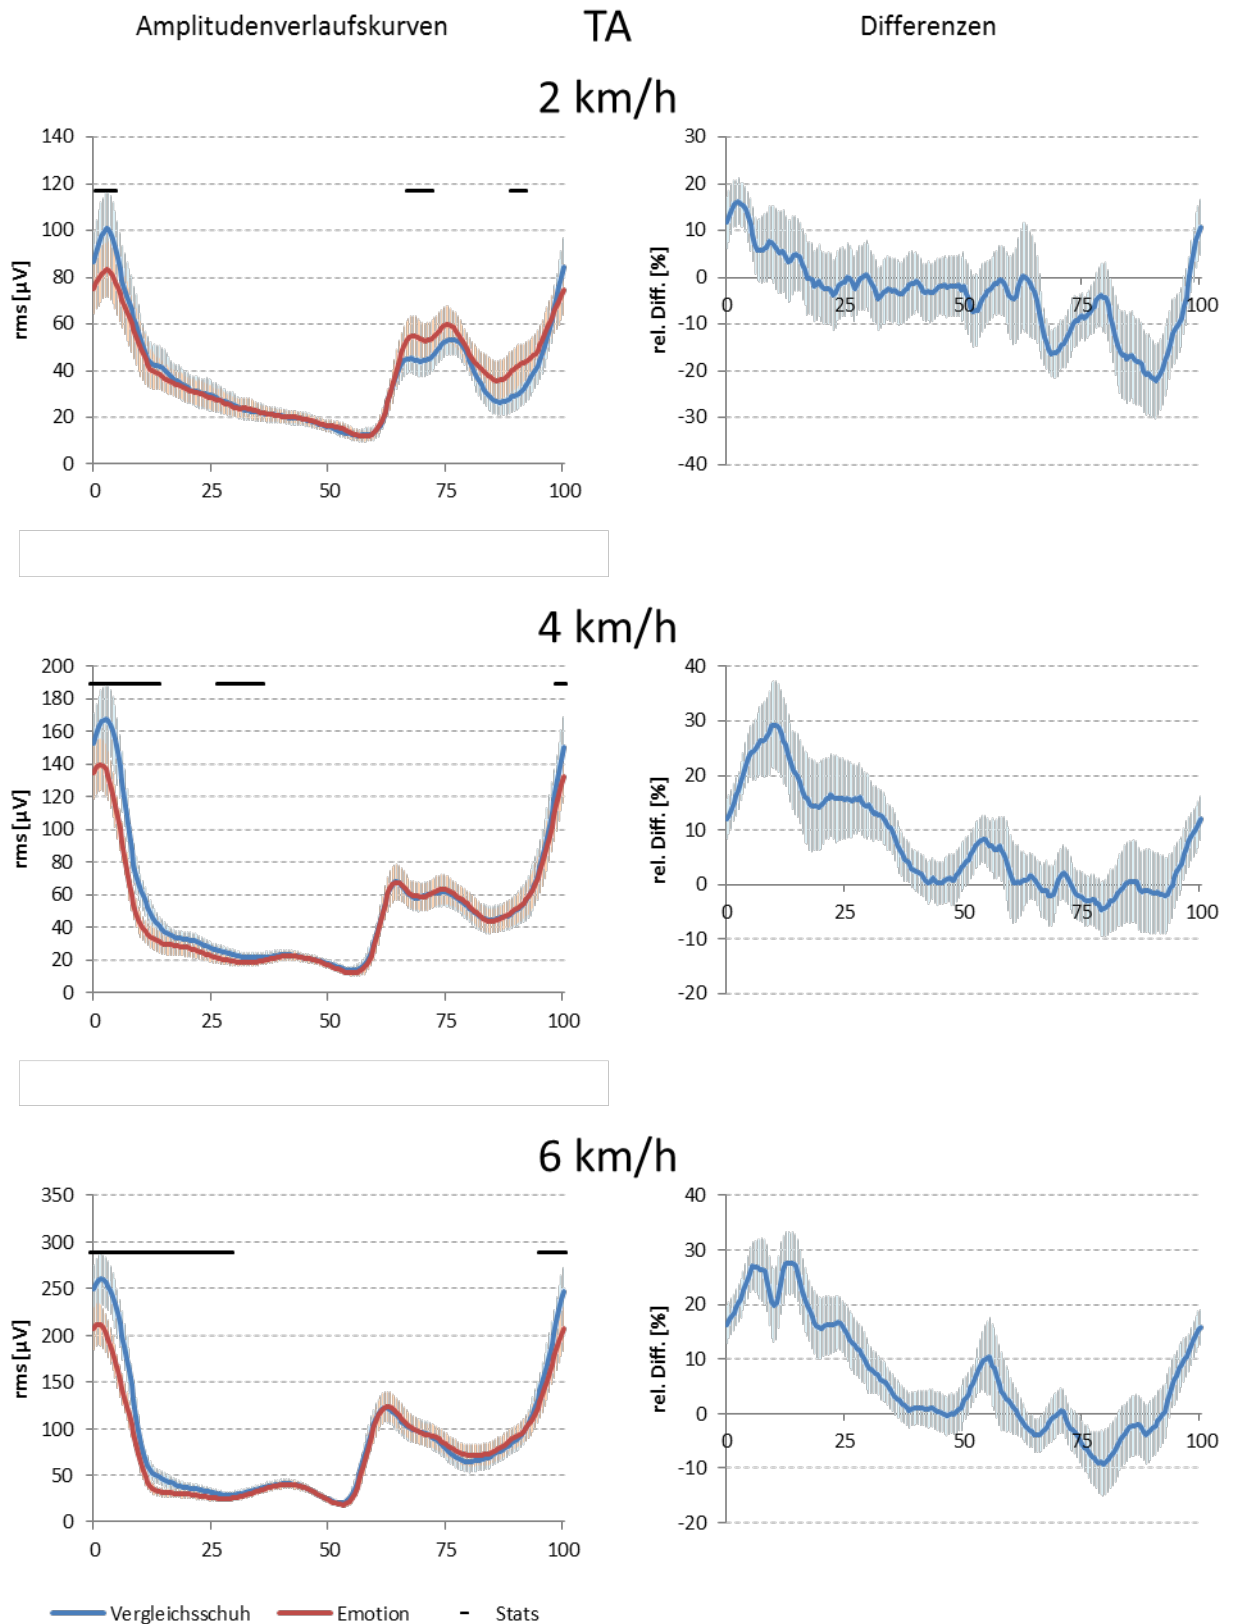 Amplitudenverlaufskurven TA Differenzen
2 km/h
rms [µV]
140
120
100
80
60
40
20
0
0 25 50 75 100
rel. Diff. [%]
30
20
10
0
-10
-20
-30
-40
0 25 50 75 100
4 km/h
rms [µV]
200
180
160
140
120
100
80
60
40
20
0
0 25 50 75 100
rel. Diff. [%]
40
30
20
10
0
-10
-20
0 25 50 75 100
6 km/h
rms [µV]
350
300
250
200
150
100
50
0
0 25 50 75 100
rel. Diff. [%]
40
30
20
10
0
-10
-20
0 25 50 75 100
Vergleichsschuh Emotion Stats